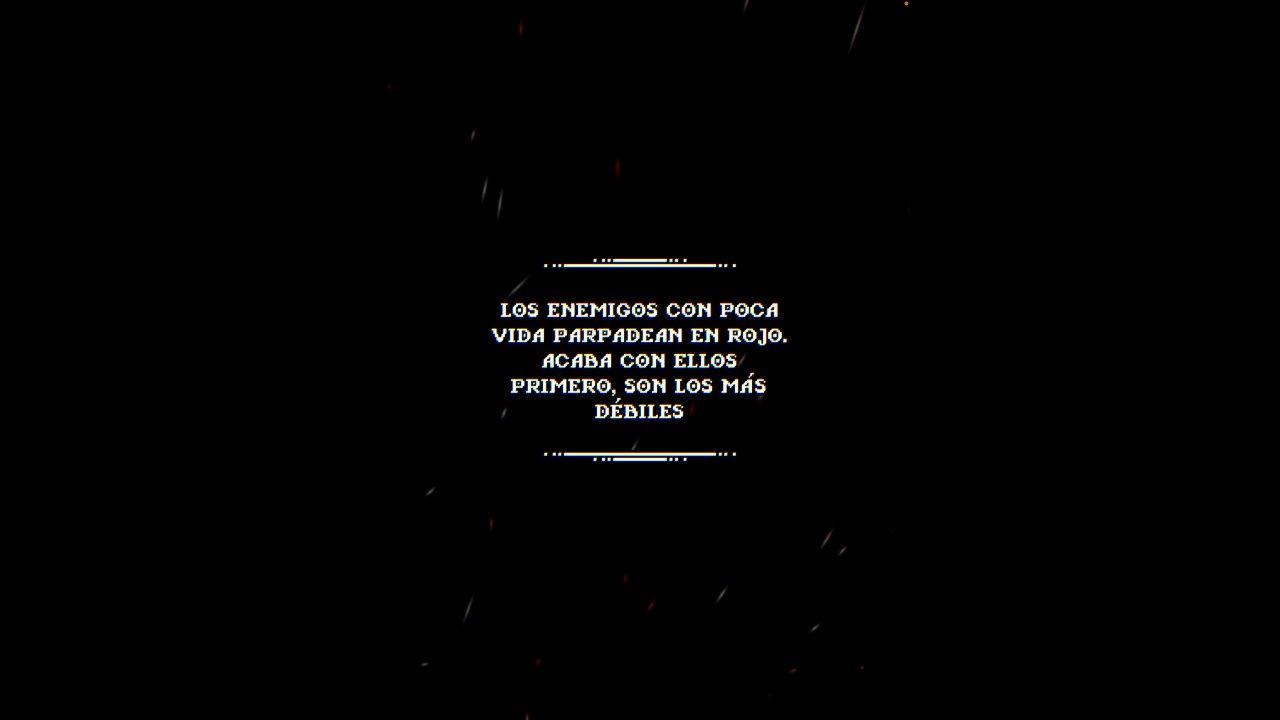 LOS ENEMIGOS CON POCA
VIDA PARPADEAN EN ROJO.
ACABA CON ELLOS
PRIMERO, SON LOS MÁS
DÉBILES